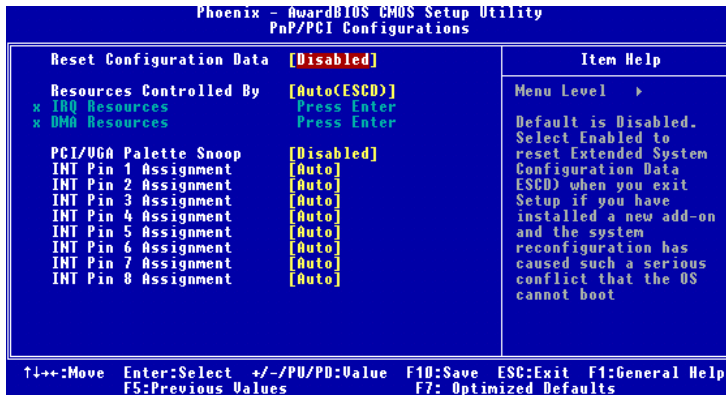 Phoenix - AwardBIOS CMOS Setup Utility
PnP/PCI Configurations
Reset Configuration Data [Disabled]
Resources Controlled By [Auto(ESCD)]
x IRQ Resources Press Enter
x DMA Resources Press Enter
PCI/VGA Palette Snoop [Disabled]
INT Pin 1 Assignment [Auto]
INT Pin 2 Assignment [Auto]
INT Pin 3 Assignment [Auto]
INT Pin 4 Assignment [Auto]
INT Pin 5 Assignment [Auto]
INT Pin 6 Assignment [Auto]
INT Pin 7 Assignment [Auto]
INT Pin 8 Assignment [Auto]
Item Help
Menu Level ▸
Default is Disabled.
Select Enabled to
reset Extended System
Configuration Data
ESCD) when you exit
Setup if you have
installed a new add-on
and the system
reconfiguration has
caused such a serious
conflict that the OS
cannot boot
↑↓→←:Move Enter:Select +/-/PU/PD:Value F10:Save ESC:Exit F1:General Help
F5:Previous Values F7: Optimized Defaults